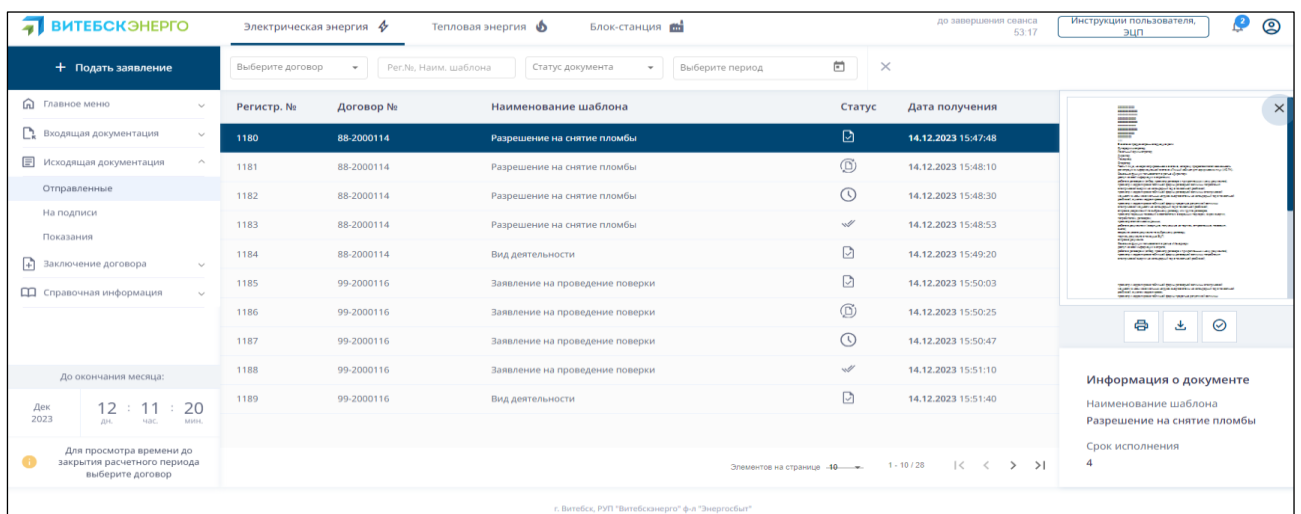 ВИТЕБСКЭНЕРГО
Электрическая энергия
Тепловая энергия
Блок-станция
до завершения сеанса
53:17
Инструкции пользователя,
ЭЦП
2
+ Подать заявление
Выберите договор
Рег.№, Наим. шаблона
Статус документа
Выберите период
Главное меню
Входящая документация
Исходящая документация
Отправленные
На подписи
Показания
Заключение договора
Справочная информация
До окончания месяца:
Дек 12 : 11 : 20
2023 дн. час. мин.
Для просмотра времени до
закрытия расчетного периода
выберите договор
Регистр. № Договор № Наименование шаблона Статус Дата получения
1180 88-2000114 Разрешение на снятие пломбы 14.12.2023 15:47:48
1181 88-2000114 Разрешение на снятие пломбы 14.12.2023 15:48:10
1182 88-2000114 Разрешение на снятие пломбы 14.12.2023 15:48:30
1183 88-2000114 Разрешение на снятие пломбы 14.12.2023 15:48:53
1184 88-2000114 Вид деятельности 14.12.2023 15:49:20
1185 99-2000116 Заявление на проведение поверки 14.12.2023 15:50:03
1186 99-2000116 Заявление на проведение поверки 14.12.2023 15:50:25
1187 99-2000116 Заявление на проведение поверки 14.12.2023 15:50:47
1188 99-2000116 Заявление на проведение поверки 14.12.2023 15:51:10
1189 99-2000116 Вид деятельности 14.12.2023 15:51:40
Элементов на странице 10 1 - 10 / 28
Информация о документе
Наименование шаблона
Разрешение на снятие пломбы
Срок исполнения
4
г. Витебск, РУП "Витебскэнерго" ф-л "Энергосбыт"